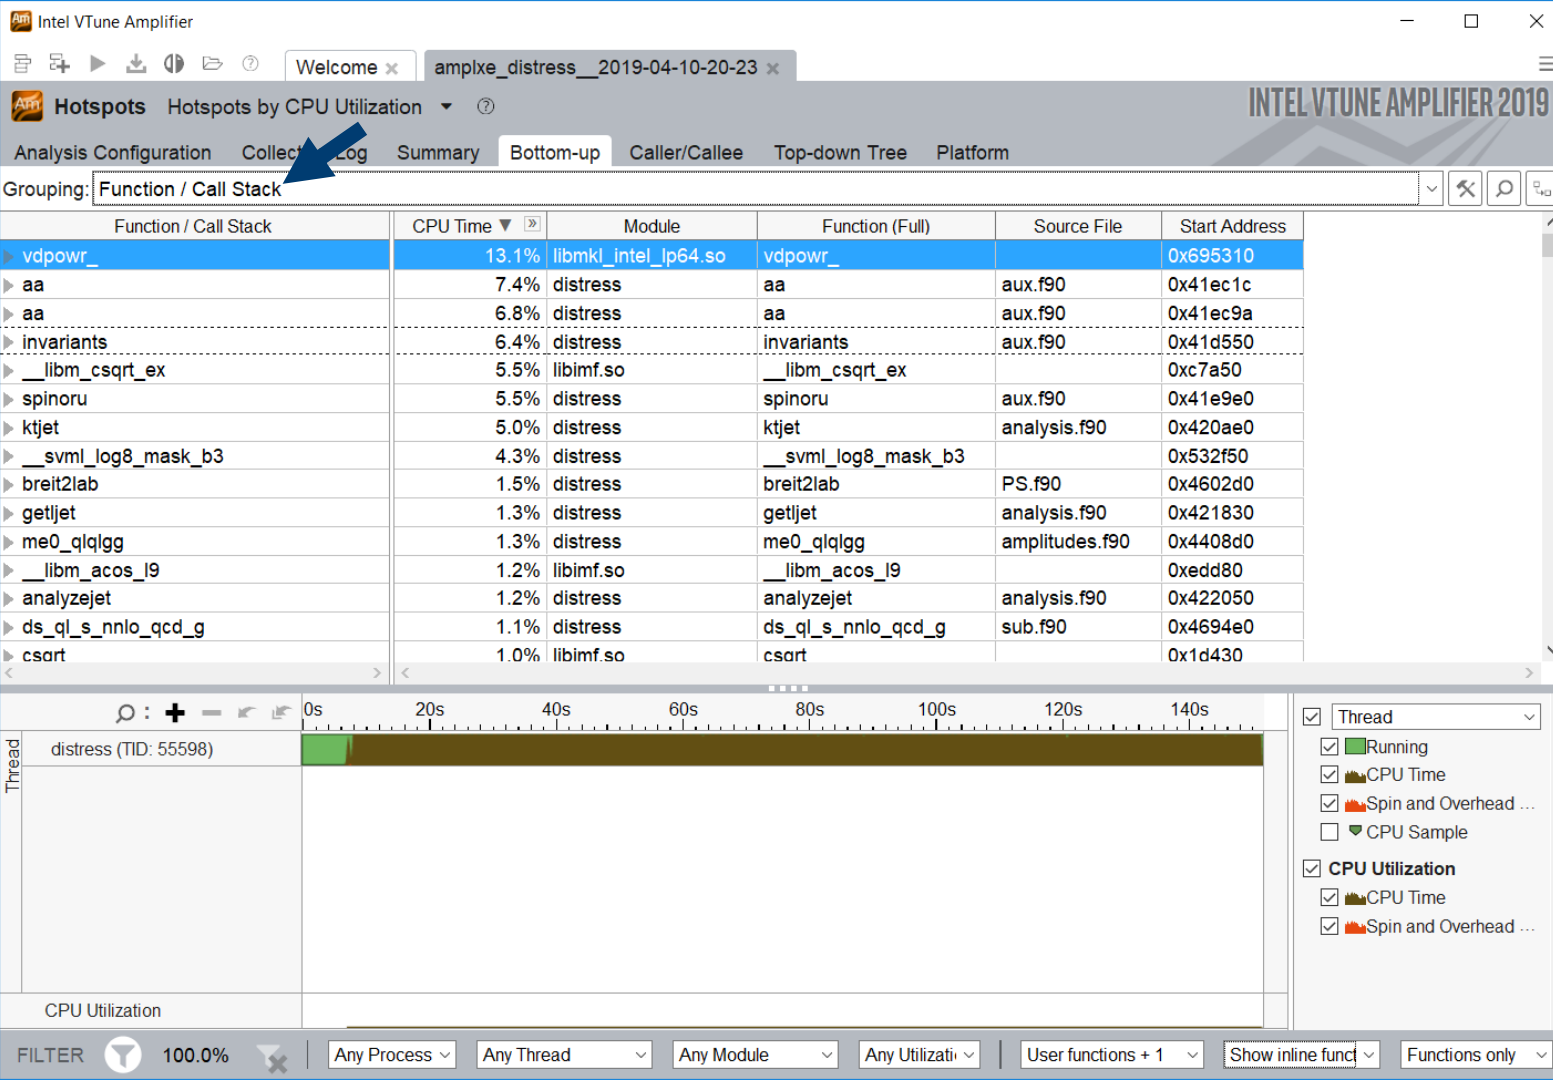 Am Intel VTune Amplifier
Welcome amplxe_distress__2019-04-10-20-23
Am Hotspots Hotspots by CPU Utilization INTEL VTUNE AMPLIFIER 2019
Analysis Configuration Log Summary Bottom-up Caller/Callee Top-down Tree Platform
Grouping: Function / Call Stack
Function / Call Stack CPU Time Module Function (Full) Source File Start Address
vdpowr_ 13.1% libmkl_intel_lp64.so vdpowr_ 0x695310
aa 7.4% distress aa aux.f90 0x41ec1c
aa 6.8% distress aa aux.f90 0x41ec9a
invariants 6.4% distress invariants aux.f90 0x41d550
__libm_csqrt_ex 5.5% libimf.so __libm_csqrt_ex 0xc7a50
spinoru 5.5% distress spinoru aux.f90 0x41e9e0
ktjet 5.0% distress ktjet analysis.f90 0x420ae0
__svml_log8_mask_b3 4.3% distress __svml_log8_mask_b3 0x532f50
breit2lab 1.5% distress breit2lab PS.f90 0x4602d0
getljet 1.3% distress getljet analysis.f90 0x421830
me0_qlqlgg 1.3% distress me0_qlqlgg amplitudes.f90 0x4408d0
__libm_acos_l9 1.2% libimf.so __libm_acos_l9 0xedd80
analyzejet 1.2% distress analyzejet analysis.f90 0x422050
ds_ql_s_nnlo_qcd_g 1.1% distress ds_ql_s_nnlo_qcd_g sub.f90 0x4694e0
csqrt 1.0% libimf.so csqrt 0x1d430
0s 20s 40s 60s 80s 100s 120s 140s
Thread
distress (TID: 55598)
CPU Utilization
Thread
Running
CPU Time
Spin and Overhead ...
CPU Sample
CPU Utilization
CPU Time
Spin and Overhead ...
FILTER 100.0% Any Process Any Thread Any Module Any Utilizati User functions + 1 Show inline funct Functions only